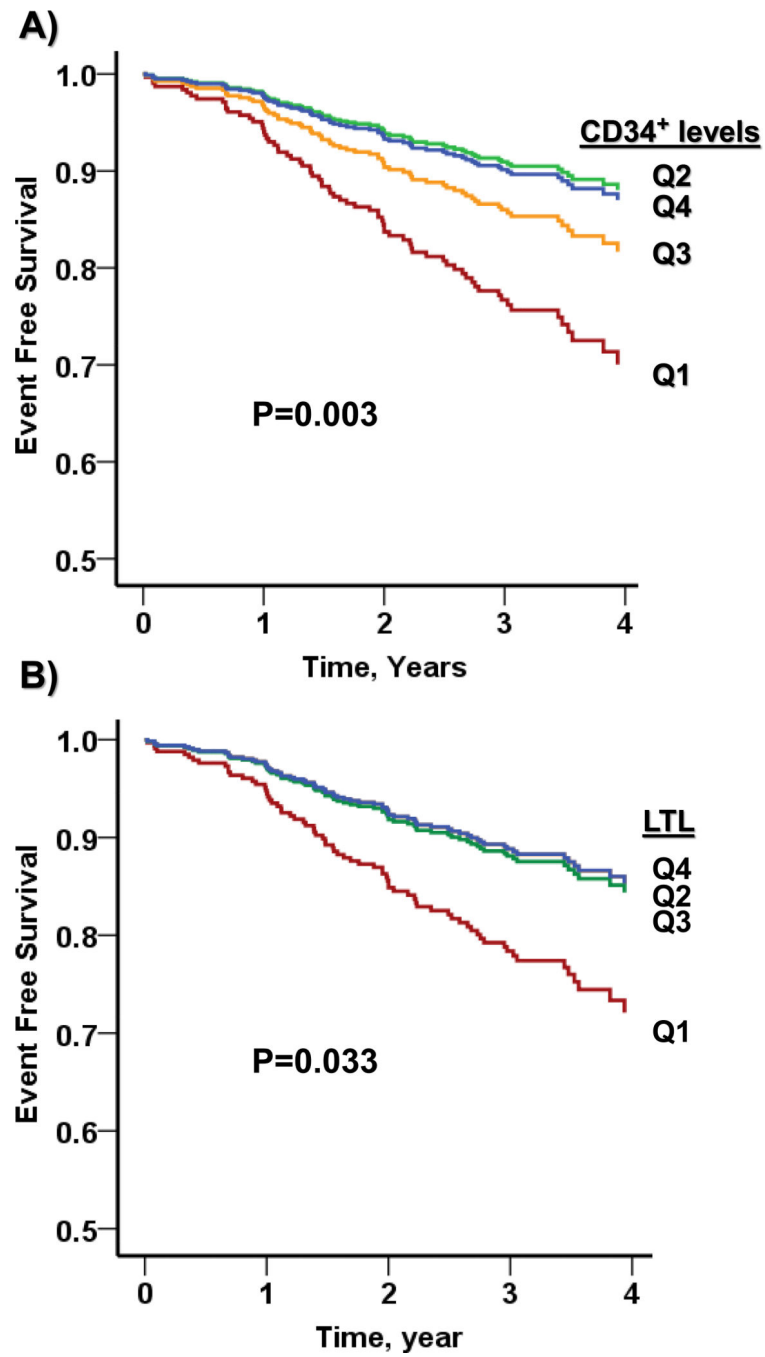 A)
Event Free Survival
1.0
0.9
0.8
0.7
0.6
0.5
CD34+ levels
Q2
Q4
Q3
Q1
P=0.003
0 1 2 3 4
Time, Years
B)
Event Free Survival
1.0
0.9
0.8
0.7
0.6
0.5
LTL
Q4
Q2
Q3
Q1
P=0.033
0 1 2 3 4
Time, year